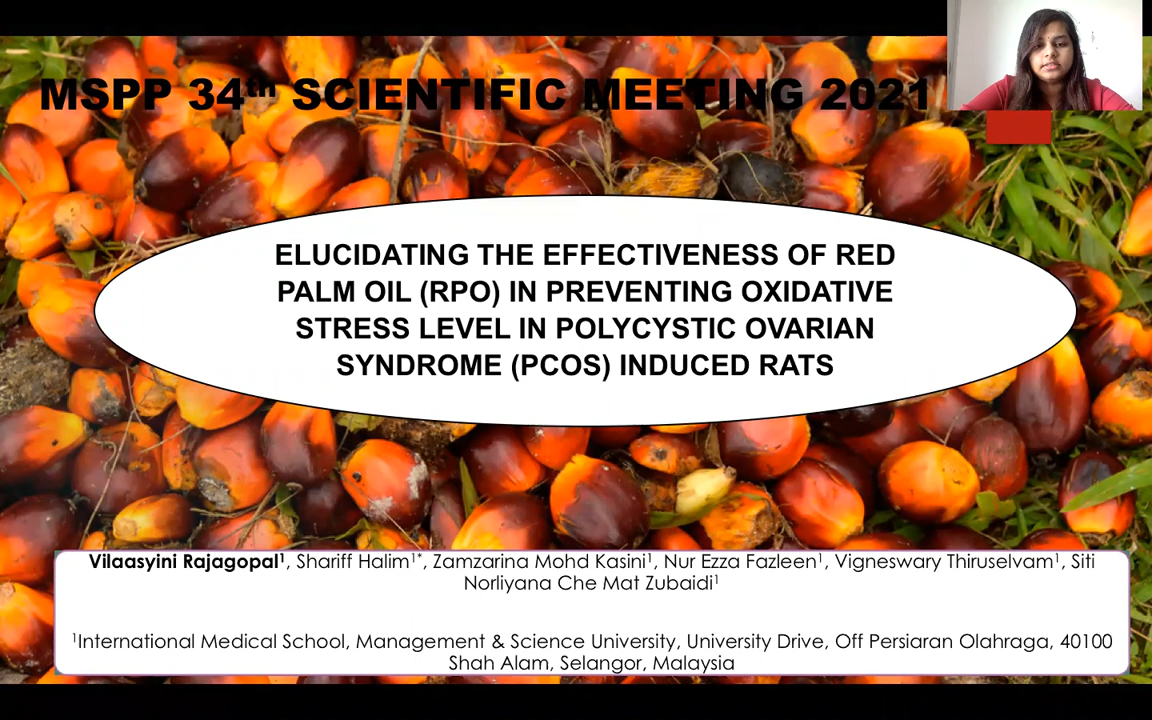 MSPP 34th SCIENTIFIC MEETING 2021
ELUCIDATING THE EFFECTIVENESS OF RED
PALM OIL (RPO) IN PREVENTING OXIDATIVE
STRESS LEVEL IN POLYCYSTIC OVARIAN
SYNDROME (PCOS) INDUCED RATS
Vilaasyini Rajagopal¹, Shariff Halim¹*, Zamzarina Mohd Kasini¹, Nur Ezza Fazleen¹, Vigneswary Thiruselvam¹, Siti
Norliyana Che Mat Zubaidi¹
¹International Medical School, Management & Science University, University Drive, Off Persiaran Olahraga, 40100
Shah Alam, Selangor, Malaysia